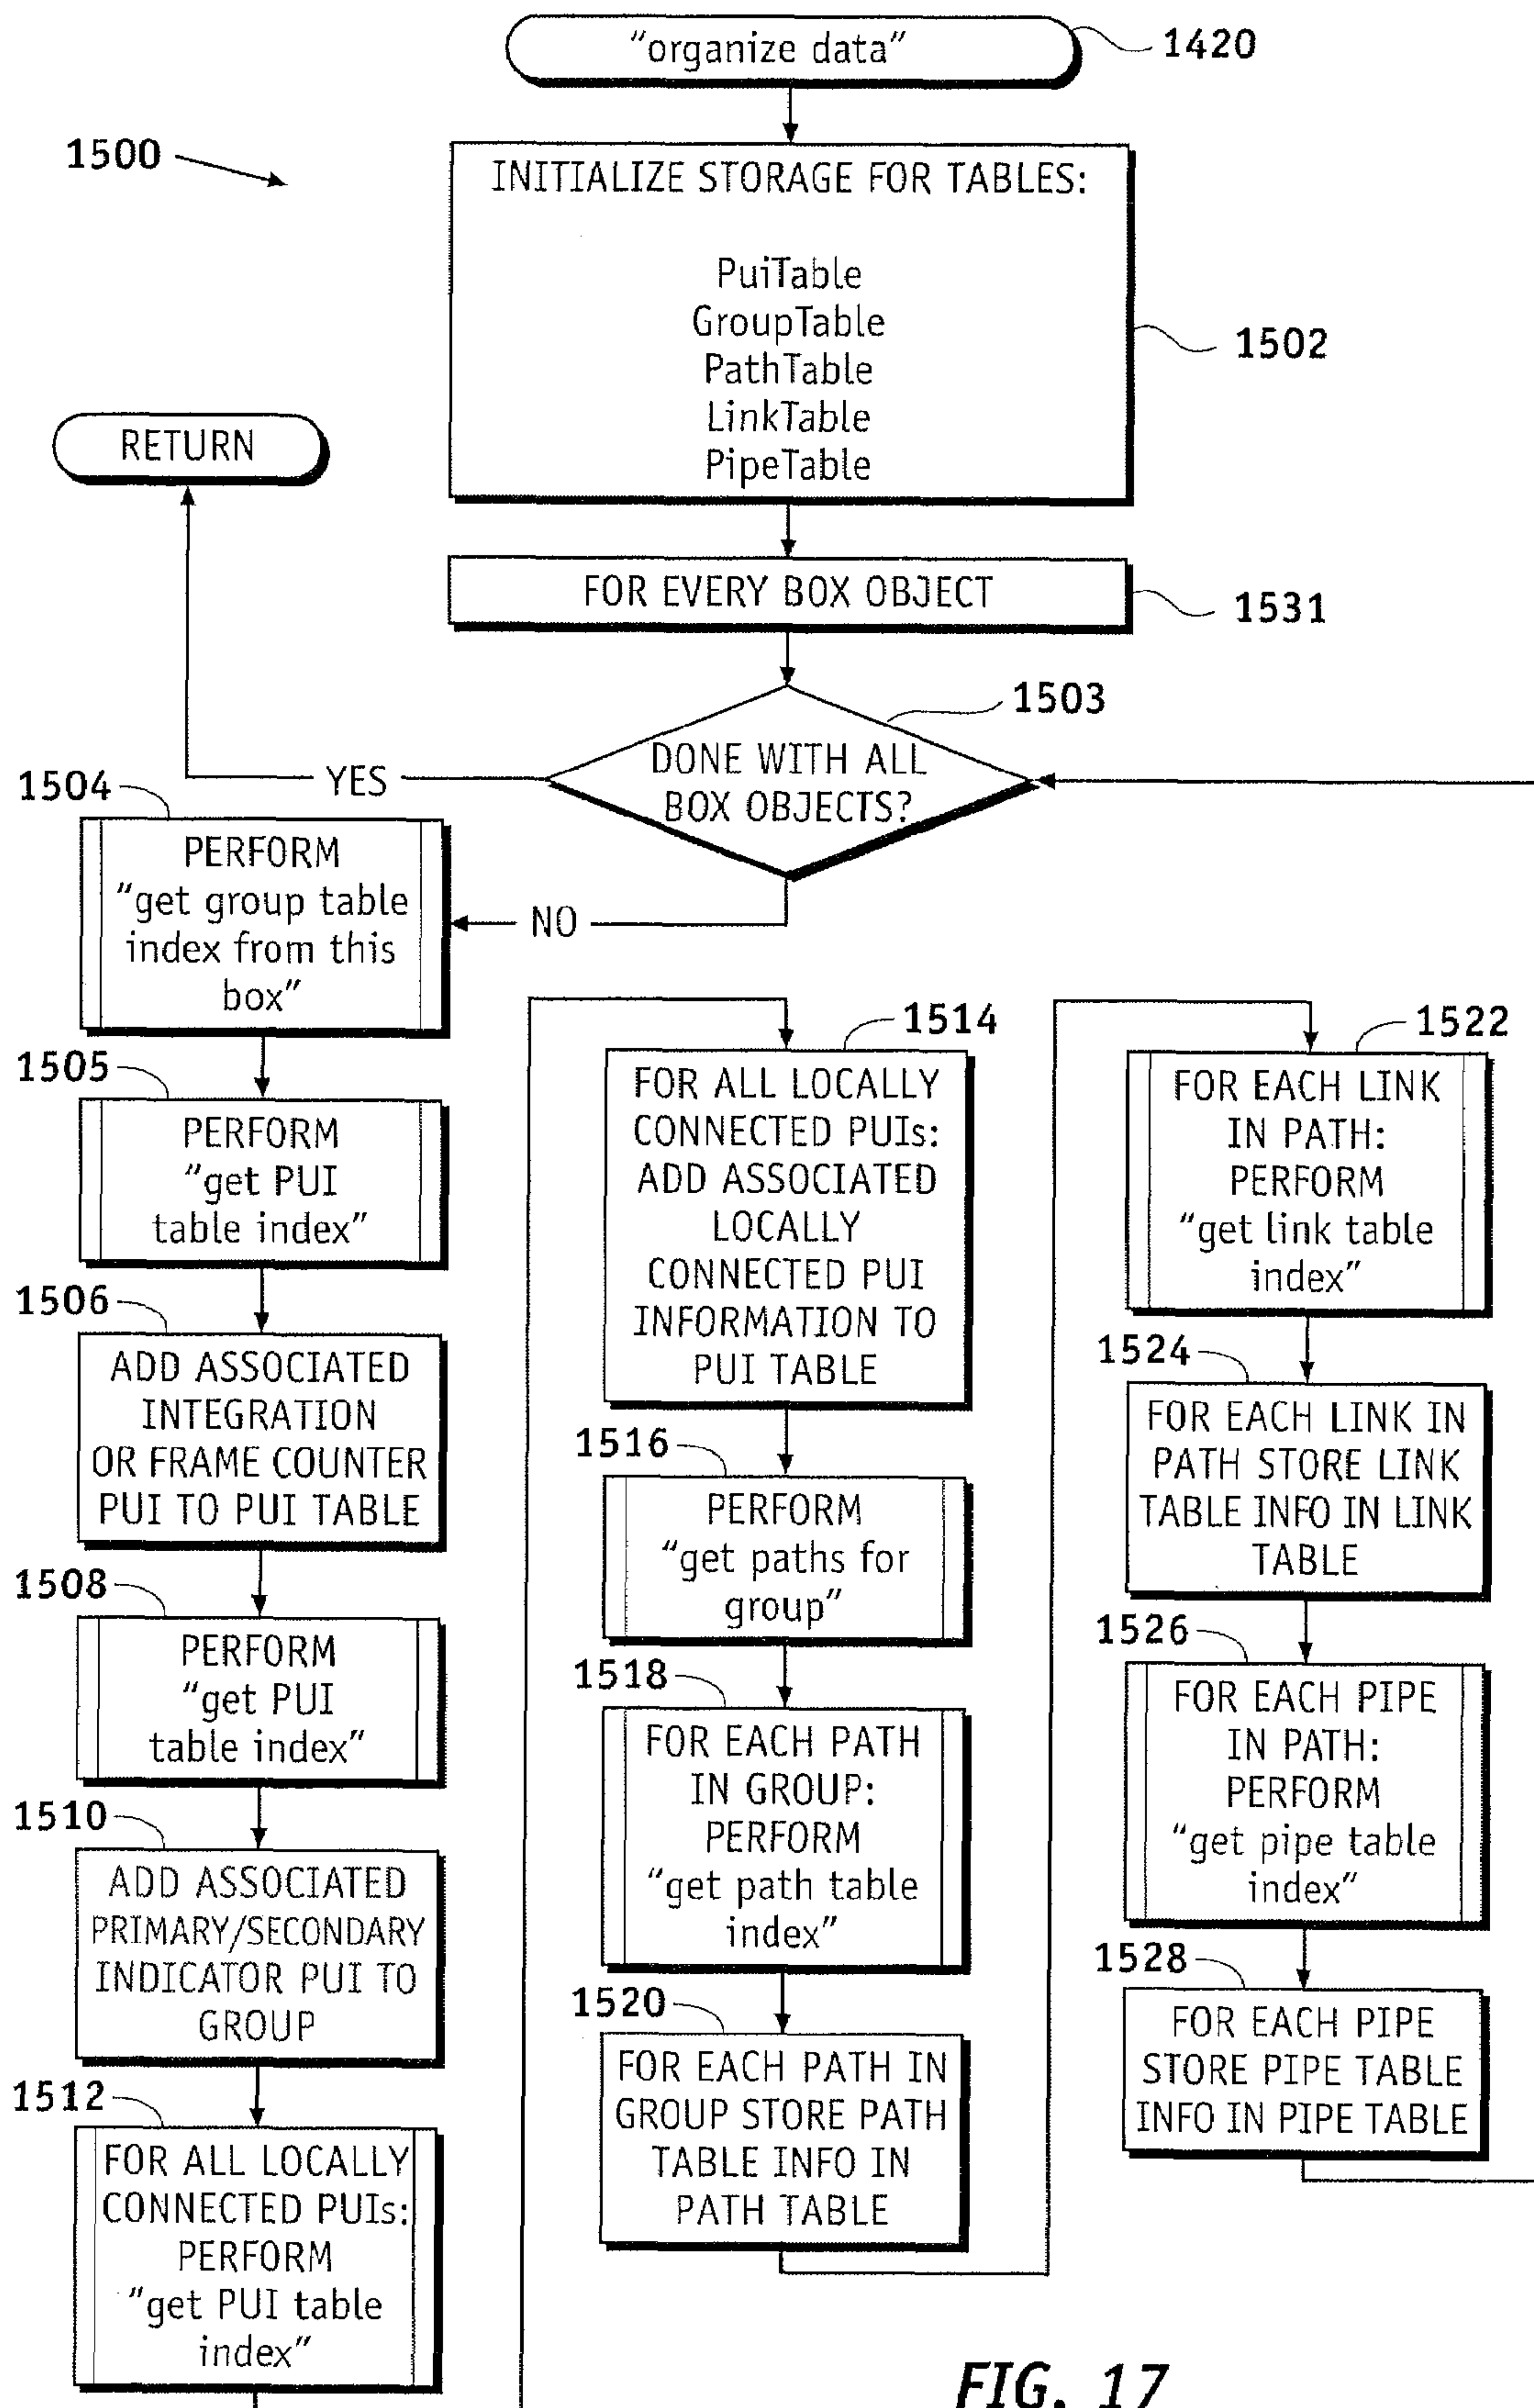 "organize data"
1420
1500
INITIALIZE STORAGE FOR TABLES:
PuiTable
GroupTable
PathTable
LinkTable
PipeTable
1502
RETURN
FOR EVERY BOX OBJECT
1531
1503
DONE WITH ALL
BOX OBJECTS?
YES
NO
1504
PERFORM
"get group table
index from this
box"
1505
PERFORM
"get PUI
table index"
1506
ADD ASSOCIATED
INTEGRATION
OR FRAME COUNTER
PUI TO PUI TABLE
1508
PERFORM
"get PUI
table index"
1510
ADD ASSOCIATED
PRIMARY/SECONDARY
INDICATOR PUI TO
GROUP
1512
FOR ALL LOCALLY
CONNECTED PUIs:
PERFORM
"get PUI table
index"
1514
FOR ALL LOCALLY
CONNECTED PUIs:
ADD ASSOCIATED
LOCALLY
CONNECTED PUI
INFORMATION TO
PUI TABLE
1516
PERFORM
"get paths for
group"
1518
FOR EACH PATH
IN GROUP:
PERFORM
"get path table
index"
1520
FOR EACH PATH IN
GROUP STORE PATH
TABLE INFO IN
PATH TABLE
1522
FOR EACH LINK
IN PATH:
PERFORM
"get link table
index"
1524
FOR EACH LINK IN
PATH STORE LINK
TABLE INFO IN LINK
TABLE
1526
FOR EACH PIPE
IN PATH:
PERFORM
"get pipe table
index"
1528
FOR EACH PIPE
STORE PIPE TABLE
INFO IN PIPE TABLE
FIG. 17